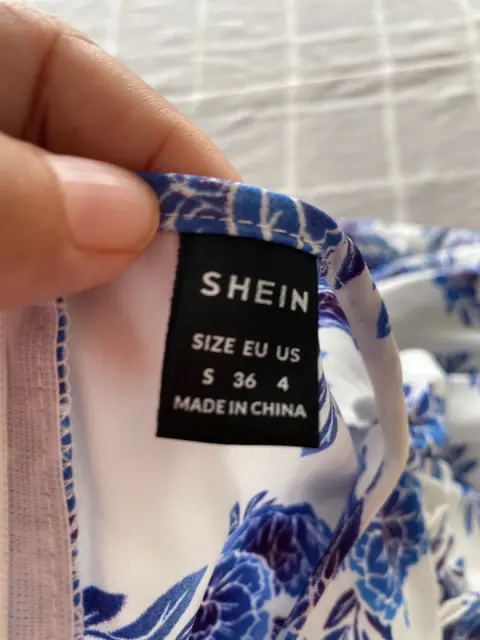 SHEIN
SIZE EU US
S 36 4
MADE IN CHINA